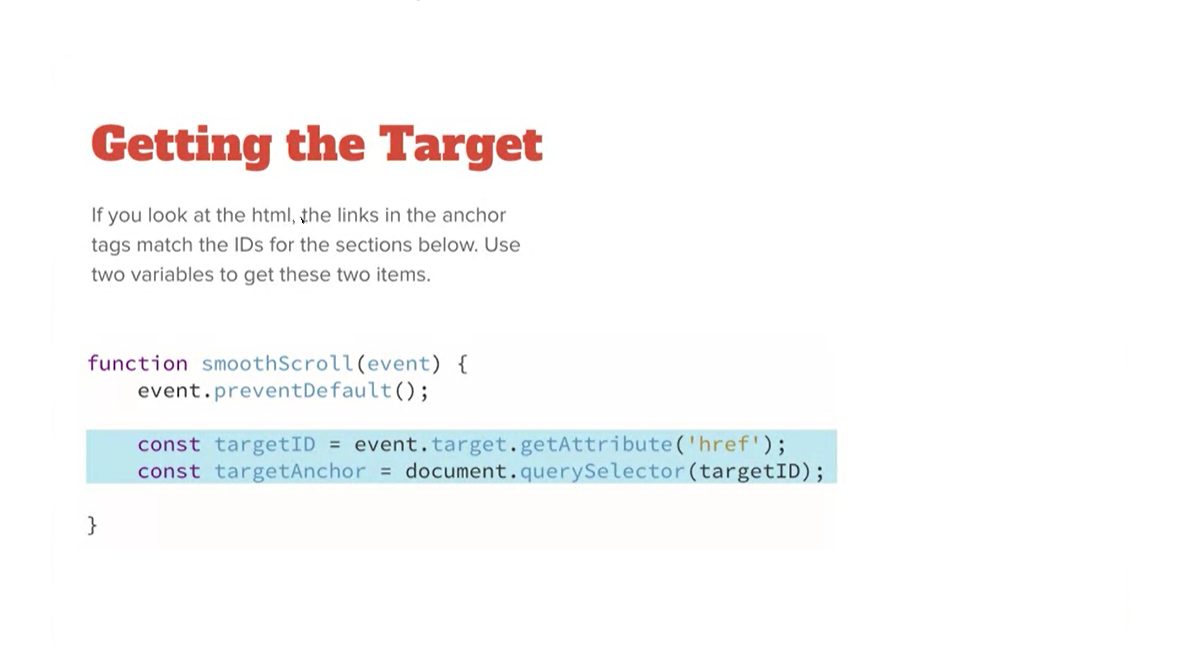 Getting the Target
If you look at the html, the links in the anchor
tags match the IDs for the sections below. Use
two variables to get these two items.
function smoothScroll(event) {
    event.preventDefault();
    const targetID = event.target.getAttribute('href');
    const targetAnchor = document.querySelector(targetID);
}